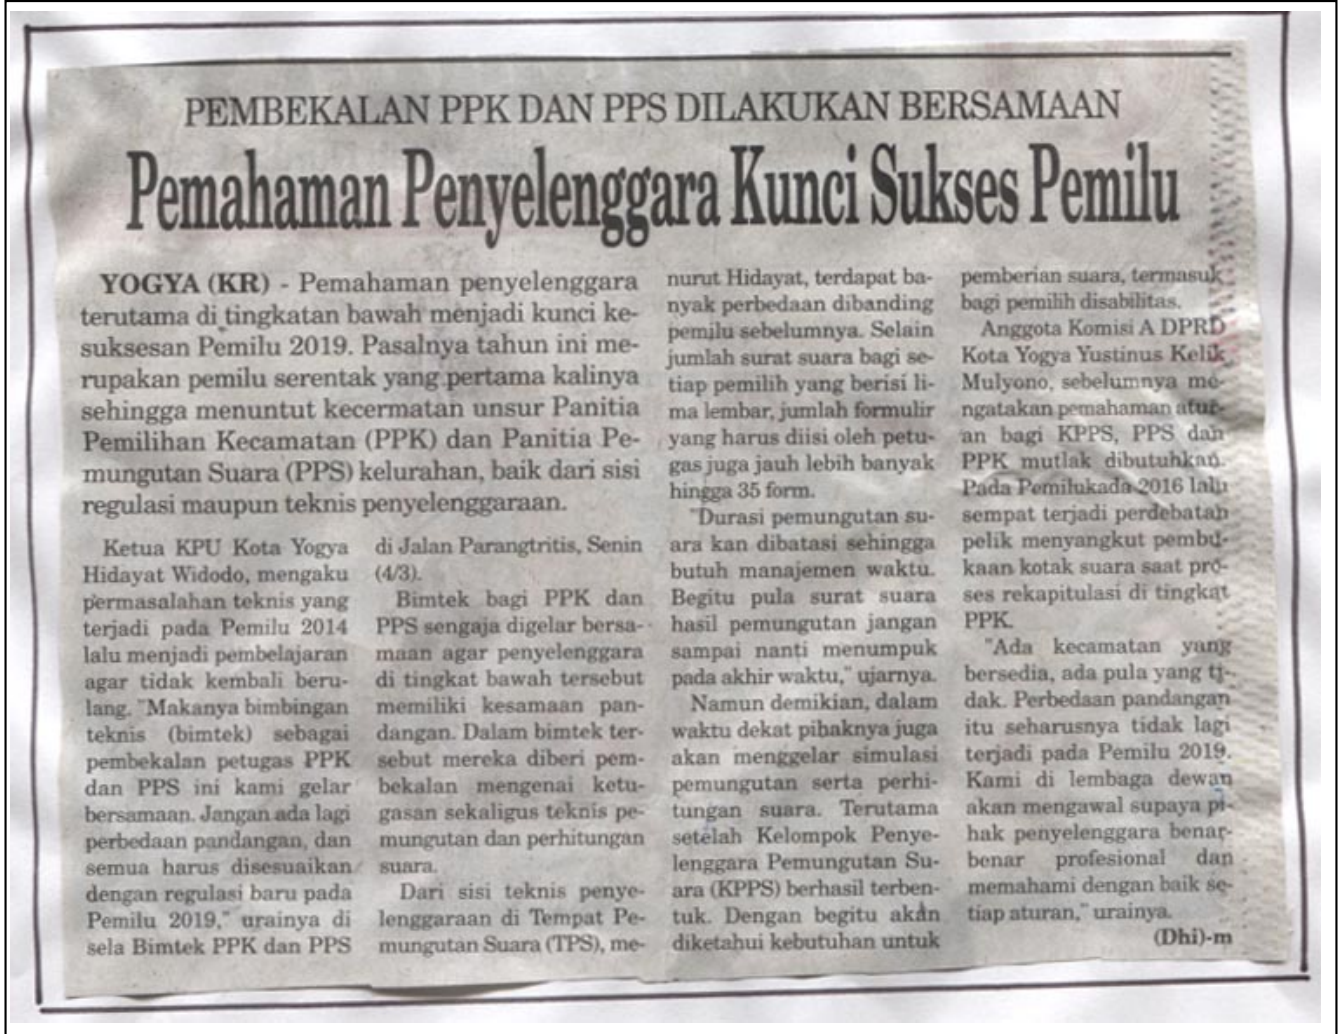 PEMBEKALAN PPK DAN PPS DILAKUKAN BERSAMAAN
Pemahaman Penyelenggara Kunci Sukses Pemilu
YOGYA (KR) - Pemahaman penyelenggara
terutama di tingkatan bawah menjadi kunci ke-
suksesan Pemilu 2019. Pasalnya tahun ini me-
rupakan pemilu serentak yang pertama kalinya
sehingga menuntut kecermatan unsur Panitia
Pemilihan Kecamatan (PPK) dan Panitia Pe-
mungutan Suara (PPS) kelurahan, baik dari sisi
regulasi maupun teknis penyelenggaraan.
Ketua KPU Kota Yogya
Hidayat Widodo, mengaku
permasalahan teknis yang
terjadi pada Pemilu 2014
lalu menjadi pembelajaran
agar tidak kembali beru-
lang. "Makanya bimbingan
teknis (bimtek) sebagai
pembekalan petugas PPK
dan PPS ini kami gelar
bersamaan. Jangan ada lagi
perbedaan pandangan, dan
semua harus disesuaikan
dengan regulasi baru pada
Pemilu 2019," urainya di
sela Bimtek PPK dan PPS
di Jalan Parangtritis, Senin
(4/3).
Bimtek bagi PPK dan
PPS sengaja digelar bersa-
maan agar penyelenggara
di tingkat bawah tersebut
memiliki kesamaan pan-
dangan. Dalam bimtek ter-
sebut mereka diberi pem-
bekalan mengenai ketu-
gasan sekaligus teknis pe-
mungutan dan perhitungan
suara.
Dari sisi teknis penye-
lenggaraan di Tempat Pe-
mungutan Suara (TPS), me-
nurut Hidayat, terdapat ba-
nyak perbedaan dibanding
pemilu sebelumnya. Selain
jumlah surat suara bagi se-
tiap pemilih yang berisi li-
ma lembar, jumlah formulir
yang harus diisi oleh petu-
gas juga jauh lebih banyak
hingga 35 form.
"Durasi pemungutan su-
ara kan dibatasi sehingga
butuh manajemen waktu.
Begitu pula surat suara
hasil pemungutan jangan
sampai nanti menumpuk
pada akhir waktu," ujarnya.
Namun demikian, dalam
waktu dekat pihaknya juga
akan menggelar simulasi
pemungutan serta perhi-
tungan suara. Terutama
setelah Kelompok Penye-
lenggara Pemungutan Su-
ara (KPPS) berhasil terben-
tuk. Dengan begitu akan
diketahui kebutuhan untuk
pemberian suara, termasuk
bagi pemilih disabilitas.
Anggota Komisi A DPRD
Kota Yogya Yustinus Kelik
Mulyono, sebelumnya me-
ngatakan pemahaman atur-
an bagi KPPS, PPS dan
PPK mutlak dibutuhkan.
Pada Pemilukada 2016 lalu
sempat terjadi perdebatan
pelik menyangkut pembu-
kaan kotak suara saat pro-
ses rekapitulasi di tingkat
PPK.
"Ada kecamatan yang
bersedia, ada pula yang ti-
dak. Perbedaan pandangan
itu seharusnya tidak lagi
terjadi pada Pemilu 2019.
Kami di lembaga dewan
akan mengawal supaya pi-
hak penyelenggara benar-
benar profesional dan
memahami dengan baik se-
tiap aturan," urainya.
(Dhi)-m